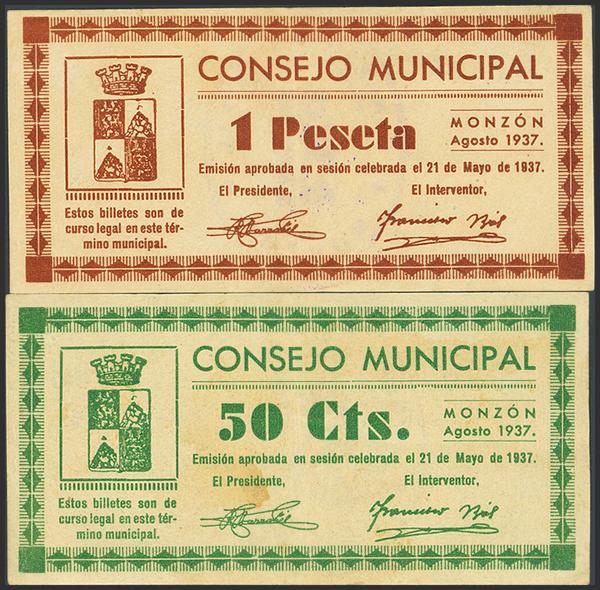 CONSEJO MUNICIPAL
1 Peseta
MONZÓN
Agosto 1937.
Emisión aprobada en sesión celebrada el 21 de Mayo de 1937.
El Presidente, El Interventor,
Estos billetes son de
curso legal en este tér-
mino municipal.
Francisco
CONSEJO MUNICIPAL
50 Cts.
MONZÓN
Agosto 1937.
Emisión aprobada en sesión celebrada el 21 de Mayo de 1937.
El Presidente, El Interventor,
Estos billetes son de
curso legal en este tér-
mino municipal.
Francisco